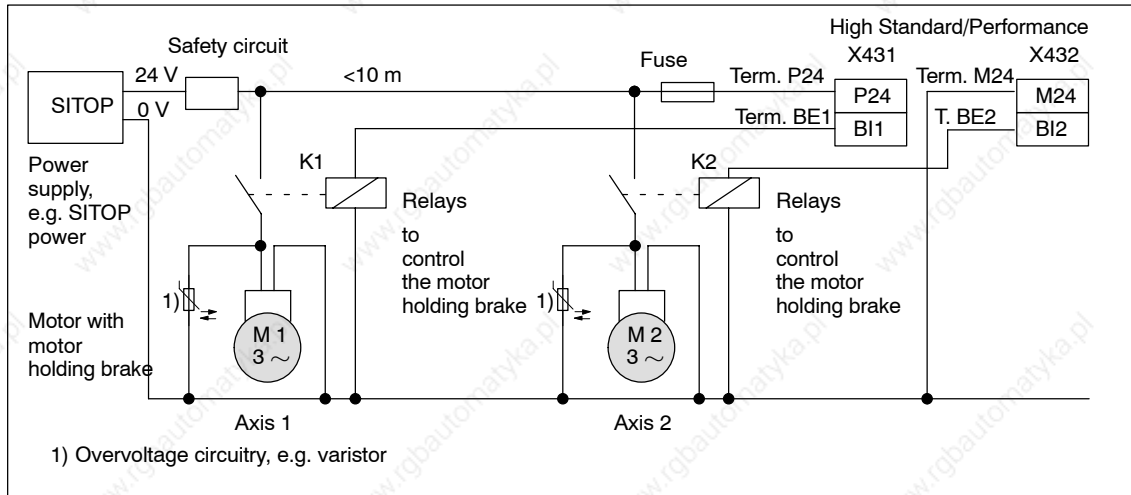 High Standard/Performance
X431
X432
Safety circuit
24 V
<10 m
Fuse
Term. P24
Term. M24
SITOP
0 V
P24
M24
Term. BE1
BI1
T. BE2
BI2
Power
supply,
e.g. SITOP
power
K1
Relays
to
control
the motor
holding brake
K2
Relays
to
control
the motor
holding brake
1)
1)
Motor with
motor
holding brake
M 1
3 ~
M 2
3 ~
Axis 1
Axis 2
1) Overvoltage circuitry, e.g. varistor
www.rgbautomatyka.pl